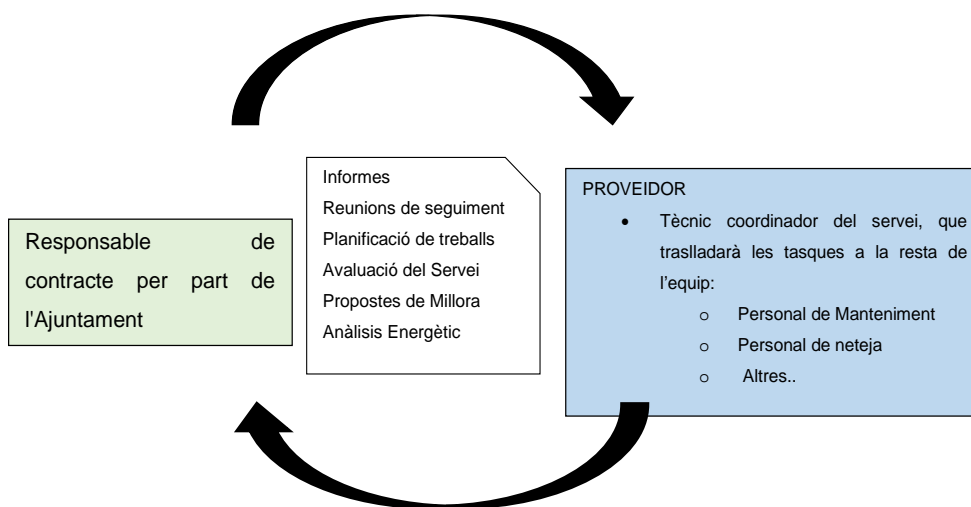 Responsable de
contracte per part de
l'Ajuntament
Informes
Reunions de seguiment
Planificació de treballs
Avaluació del Servei
Propostes de Millora
Anàlisis Energètic
PROVEIDOR
• Tècnic coordinador del servei, que
traslladarà les tasques a la resta de
l’equip:
o Personal de Manteniment
o Personal de neteja
o Altres..